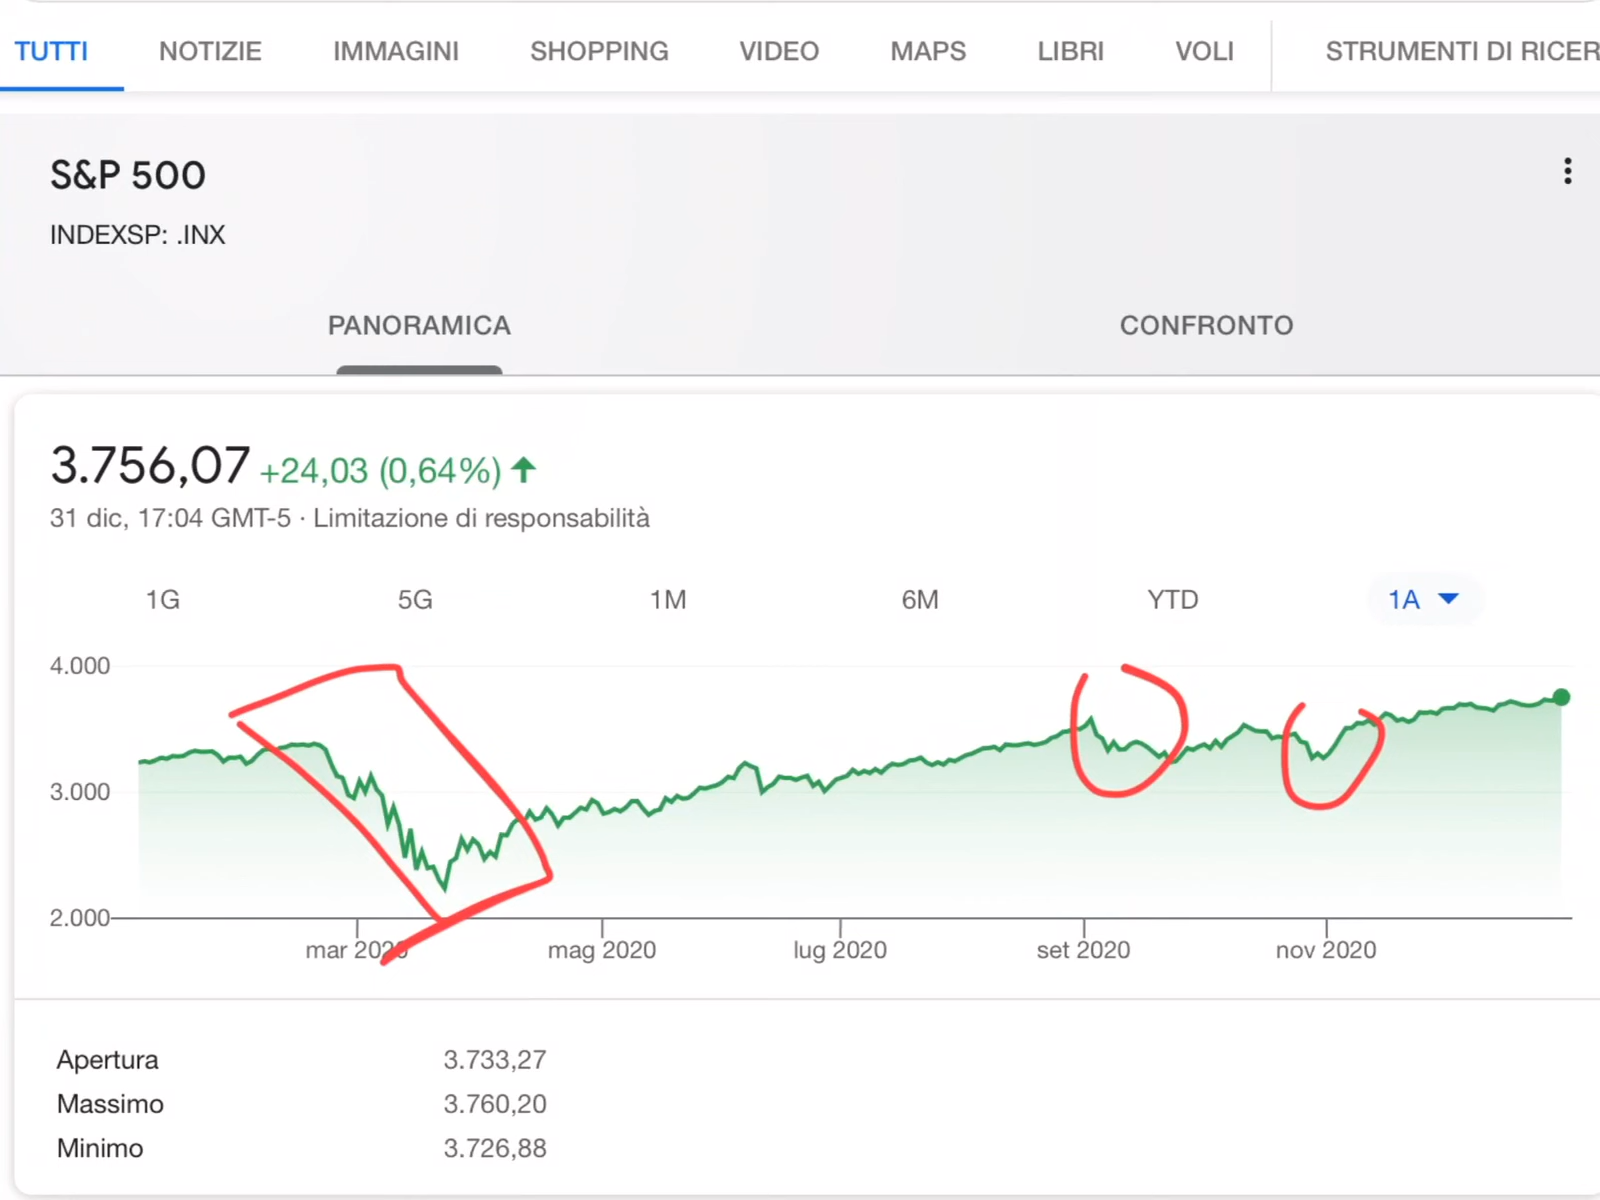 TUTTI NOTIZIE IMMAGINI SHOPPING VIDEO MAPS LIBRI VOLI STRUMENTI DI RICER
S&P 500
INDEXSP: .INX
PANORAMICA CONFRONTO
3.756,07 +24,03 (0,64%)
31 dic, 17:04 GMT-5 · Limitazione di responsabilità
1G 5G 1M 6M YTD 1A
4.000
3.000
2.000
mar 2020 mag 2020 lug 2020 set 2020 nov 2020
Apertura 3.733,27
Massimo 3.760,20
Minimo 3.726,88